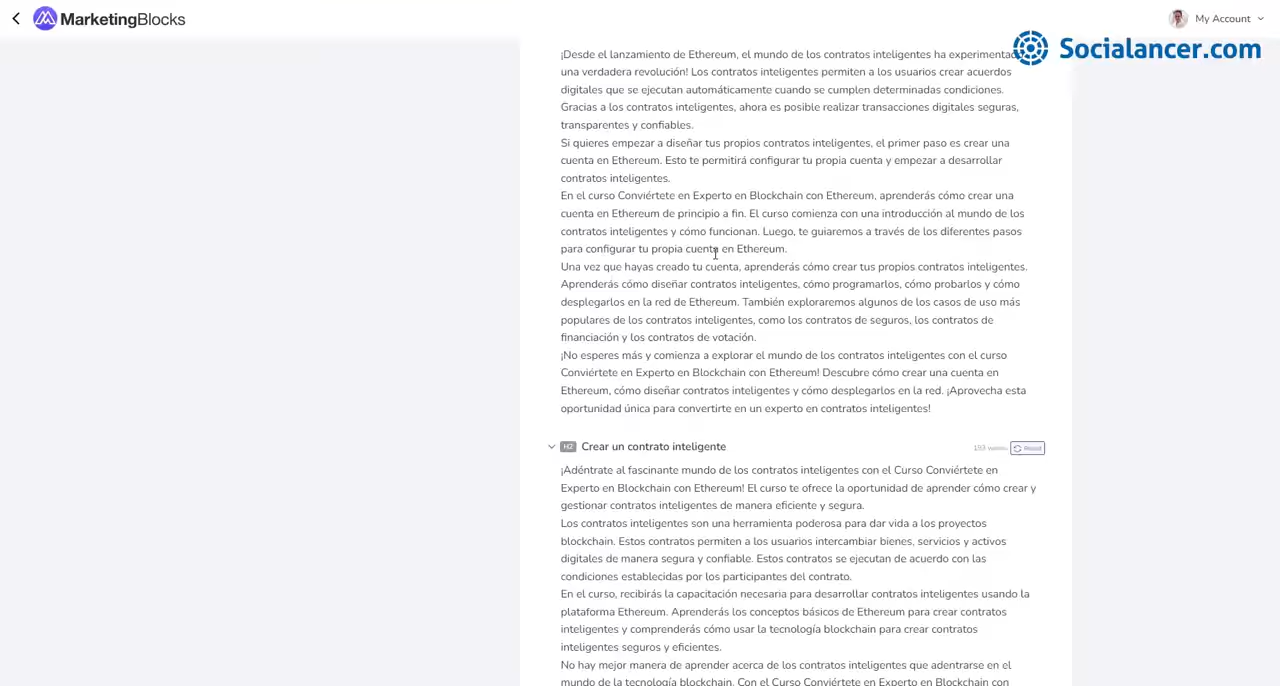 MarketingBlocks
My Account
Socialancer.com
¡Desde el lanzamiento de Ethereum, el mundo de los contratos inteligentes ha experimentado
una verdadera revolución! Los contratos inteligentes permiten a los usuarios crear acuerdos
digitales que se ejecutan automáticamente cuando se cumplen determinadas condiciones.
Gracias a los contratos inteligentes, ahora es posible realizar transacciones digitales seguras,
transparentes y confiables.
Si quieres empezar a diseñar tus propios contratos inteligentes, el primer paso es crear una
cuenta en Ethereum. Esto te permitirá configurar tu propia cuenta y empezar a desarrollar
contratos inteligentes.
En el curso Conviértete en Experto en Blockchain con Ethereum, aprenderás cómo crear una
cuenta en Ethereum de principio a fin. El curso comienza con una introducción al mundo de los
contratos inteligentes y cómo funcionan. Luego, te guiaremos a través de los diferentes pasos
para configurar tu propia cuenta en Ethereum.
Una vez que hayas creado tu cuenta, aprenderás cómo crear tus propios contratos inteligentes.
Aprenderás cómo diseñar contratos inteligentes, cómo programarlos, cómo probarlos y cómo
desplegarlos en la red de Ethereum. También exploraremos algunos de los casos de uso más
populares de los contratos inteligentes, como los contratos de seguros, los contratos de
financiación y los contratos de votación.
¡No esperes más y comienza a explorar el mundo de los contratos inteligentes con el curso
Conviértete en Experto en Blockchain con Ethereum! Descubre cómo crear una cuenta en
Ethereum, cómo diseñar contratos inteligentes y cómo desplegarlos en la red. ¡Aprovecha esta
oportunidad única para convertirte en un experto en contratos inteligentes!
H2 Crear un contrato inteligente
193 words
¡Adéntrate al fascinante mundo de los contratos inteligentes con el Curso Conviértete en
Experto en Blockchain con Ethereum! El curso te ofrece la oportunidad de aprender cómo crear y
gestionar contratos inteligentes de manera eficiente y segura.
Los contratos inteligentes son una herramienta poderosa para dar vida a los proyectos
blockchain. Estos contratos permiten a los usuarios intercambiar bienes, servicios y activos
digitales de manera segura y confiable. Estos contratos se ejecutan de acuerdo con las
condiciones establecidas por los participantes del contrato.
En el curso, recibirás la capacitación necesaria para desarrollar contratos inteligentes usando la
plataforma Ethereum. Aprenderás los conceptos básicos de Ethereum para crear contratos
inteligentes y comprenderás cómo usar la tecnología blockchain para crear contratos
inteligentes seguros y eficientes.
No hay mejor manera de aprender acerca de los contratos inteligentes que adentrarse en el
mundo de la tecnología blockchain. Con el Curso Conviértete en Experto en Blockchain con